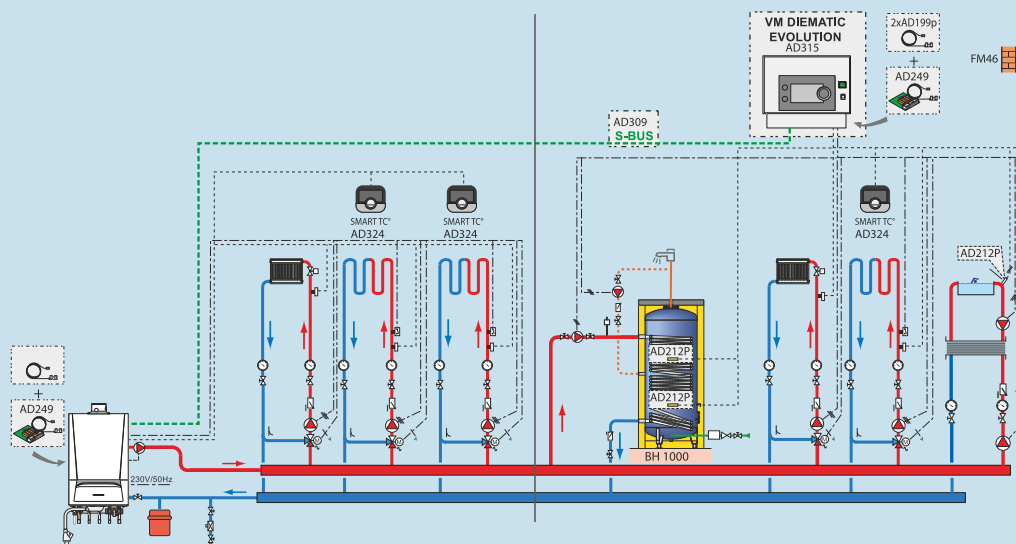 VM DIEMATIC
EVOLUTION
AD315
2xAD199p
+
AD249
FM46
AD309
S-BUS
SMART TC°
AD324
SMART TC°
AD324
SMART TC°
AD324
AD212P
AD212P
AD212P
+
AD249
M
M
M
M
M
BH 1000
230V/50Hz